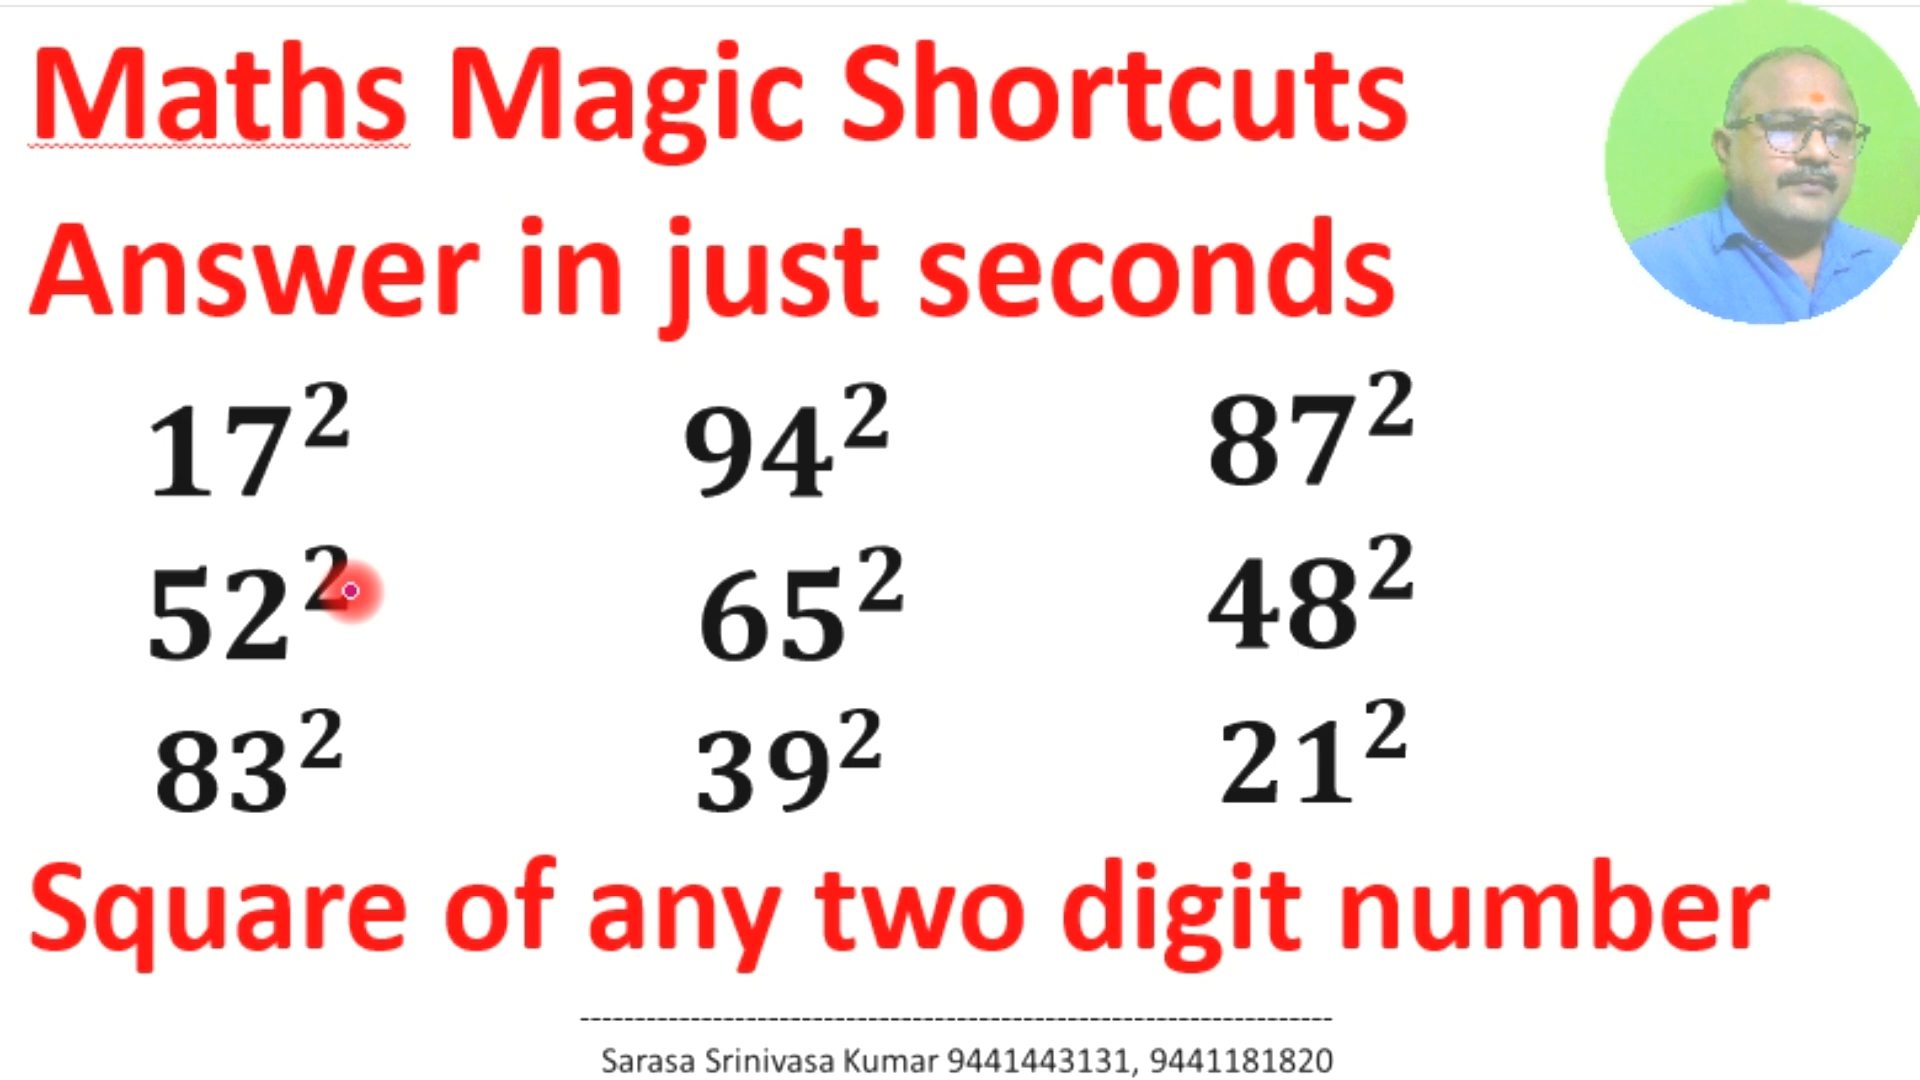 Maths Magic Shortcuts
Answer in just seconds
17² 94² 87²
52² 65² 48²
83² 39² 21²
Square of any two digit number
--------------------------------------------------------------------
Sarasa Srinivasa Kumar 9441443131, 9441181820